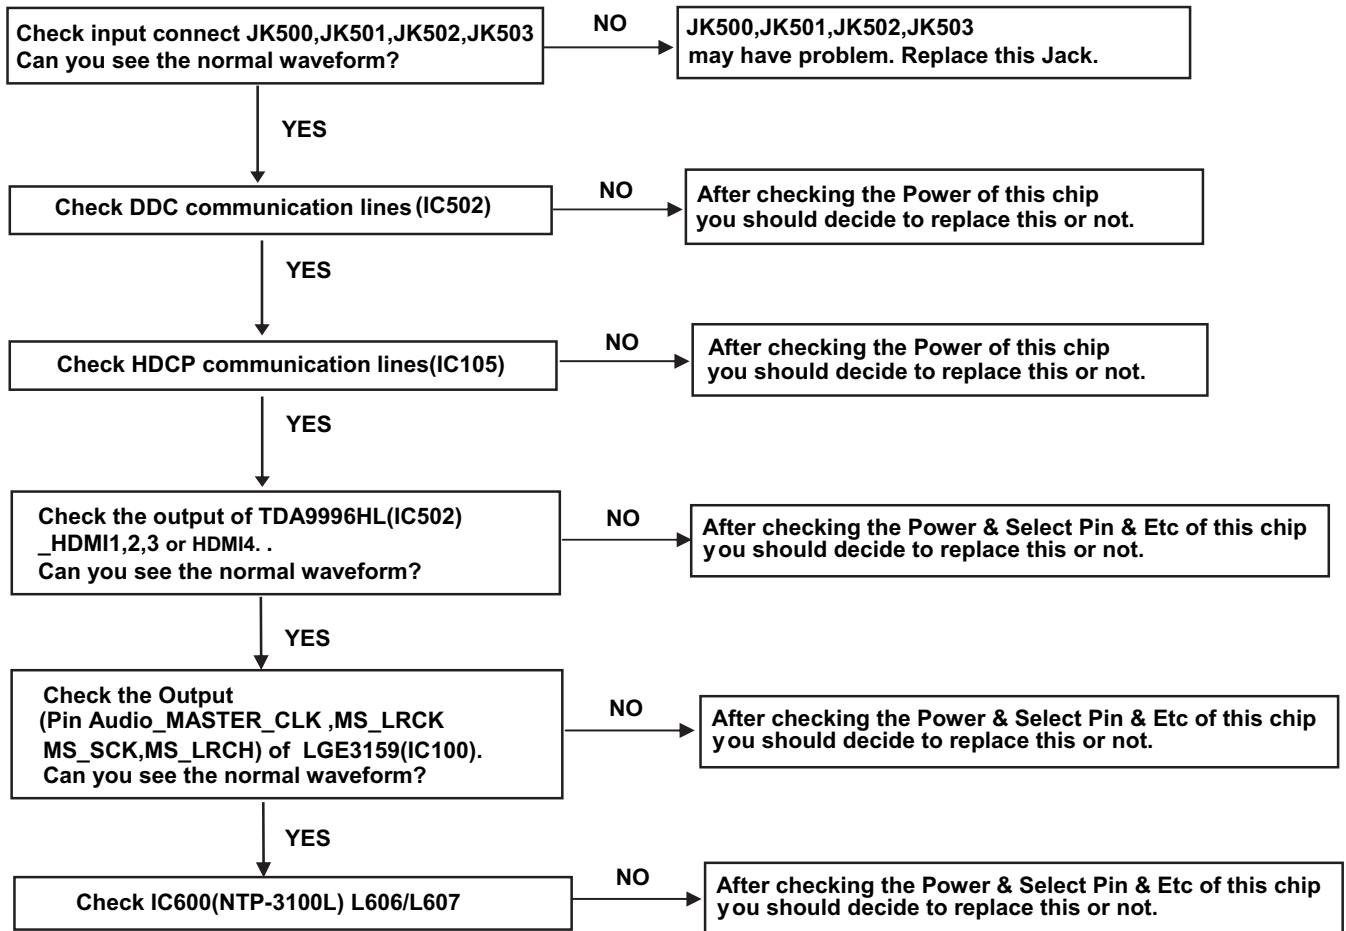 Check input connect JK500,JK501,JK502,JK503
Can you see the normal waveform?
NO
JK500,JK501,JK502,JK503
may have problem. Replace this Jack.
YES
Check DDC communication lines (IC502)
NO
After checking the Power of this chip
you should decide to replace this or not.
YES
Check HDCP communication lines(IC105)
NO
After checking the Power of this chip
you should decide to replace this or not.
YES
Check the output of TDA9996HL(IC502)
_HDMI1,2,3 or HDMI4. .
Can you see the normal waveform?
NO
After checking the Power & Select Pin & Etc of this chip
you should decide to replace this or not.
YES
Check the Output
(Pin Audio_MASTER_CLK ,MS_LRCK
MS_SCK,MS_LRCH) of LGE3159(IC100).
Can you see the normal waveform?
NO
After checking the Power & Select Pin & Etc of this chip
you should decide to replace this or not.
YES
Check IC600(NTP-3100L) L606/L607
NO
After checking the Power & Select Pin & Etc of this chip
you should decide to replace this or not.